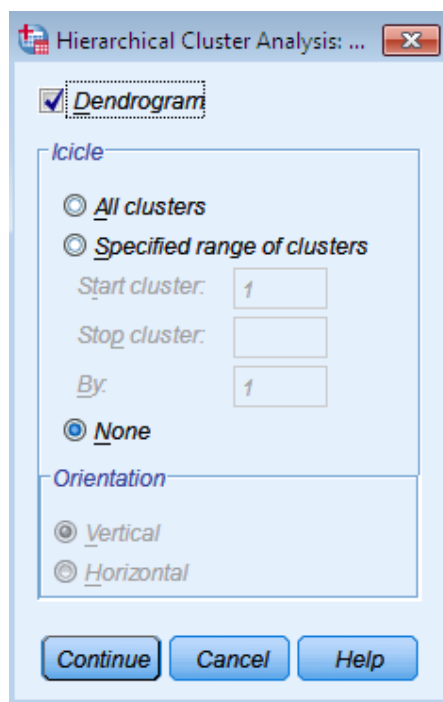 Hierarchical Cluster Analysis: ...
Dendrogram
Icicle
All clusters
Specified range of clusters
Start cluster: 1
Stop cluster:
By: 1
None
Orientation
Vertical
Horizontal
Continue Cancel Help